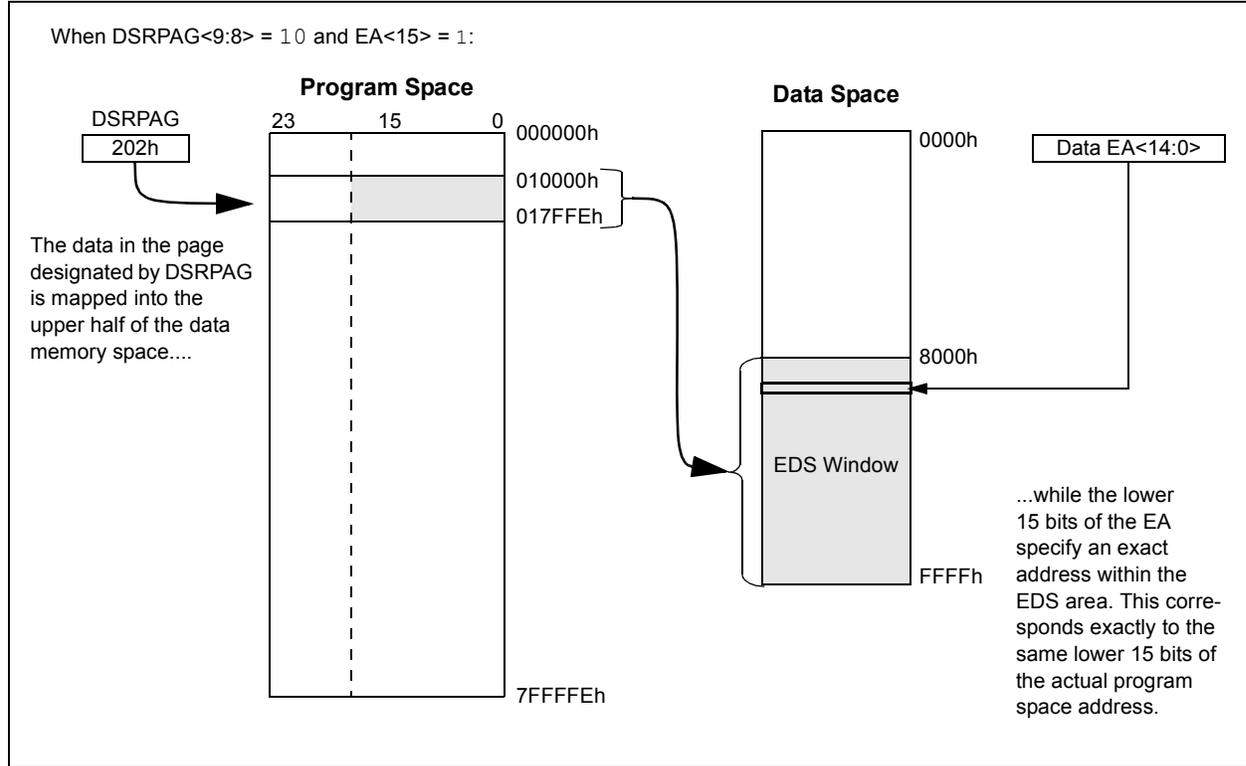 When DSRPAG<9:8> = 10 and EA<15> = 1:
Program Space
Data Space
DSRPAG
202h
23 15 0
000000h
010000h
017FFEh
7FFFFEh
The data in the page
designated by DSRPAG
is mapped into the
upper half of the data
memory space....
0000h
8000h
EDS Window
FFFFh
Data EA<14:0>
...while the lower
15 bits of the EA
specify an exact
address within the
EDS area. This corre-
sponds exactly to the
same lower 15 bits of
the actual program
space address.